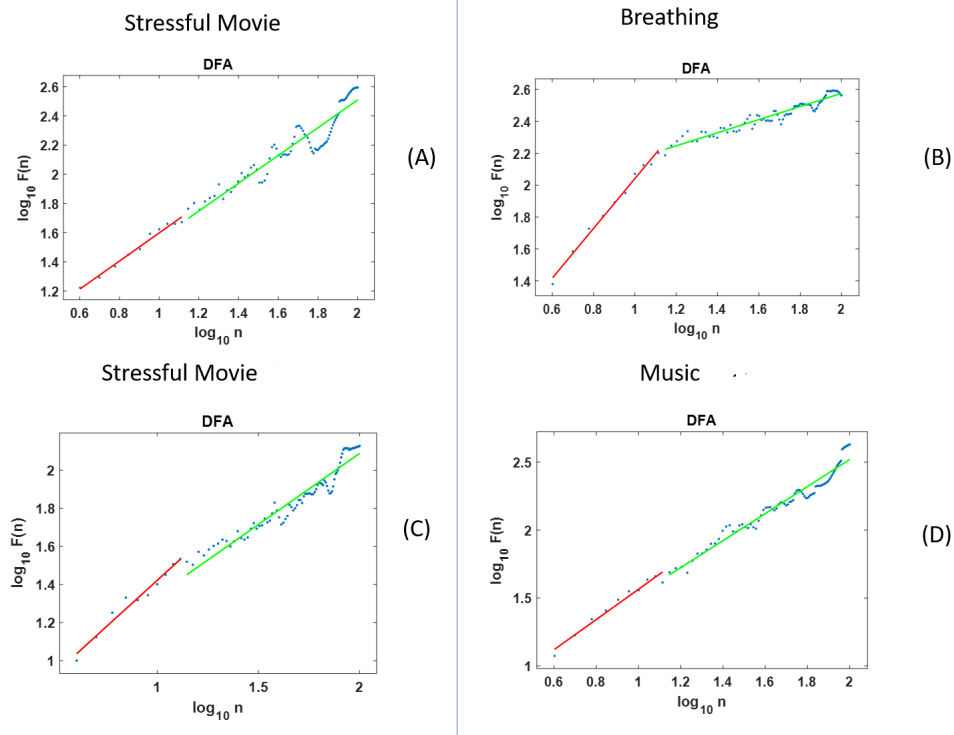 Stressful Movie
DFA
log10 F(n)
2.6
2.4
2.2
2
1.8
1.6
1.4
1.2
0.6 0.8 1 1.2 1.4 1.6 1.8 2
log10 n
(A)
Breathing
DFA
log10 F(n)
2.6
2.4
2.2
2
1.8
1.6
1.4
0.6 0.8 1 1.2 1.4 1.6 1.8 2
log10 n
(B)
Stressful Movie
DFA
log10 F(n)
2
1.8
1.6
1.4
1.2
1
1 1.5 2
log10 n
(C)
Music
DFA
log10 F(n)
2.5
2
1.5
1
0.6 0.8 1 1.2 1.4 1.6 1.8 2
log10 n
(D)